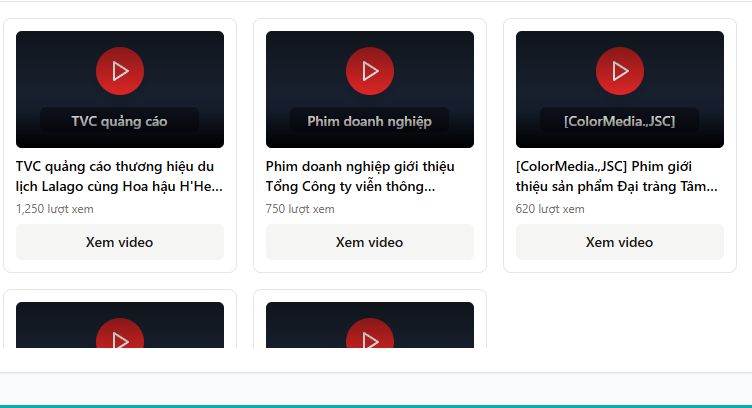 TVC quảng cáo
Phim doanh nghiệp
[ColorMedia.,JSC]
TVC quảng cáo thương hiệu du
lịch Lalago cùng Hoa hậu H'He...
1,250 lượt xem
Xem video
Phim doanh nghiệp giới thiệu
Tổng Công ty viễn thông...
750 lượt xem
Xem video
[ColorMedia.,JSC] Phim giới
thiệu sản phẩm Đại tràng Tâm...
620 lượt xem
Xem video